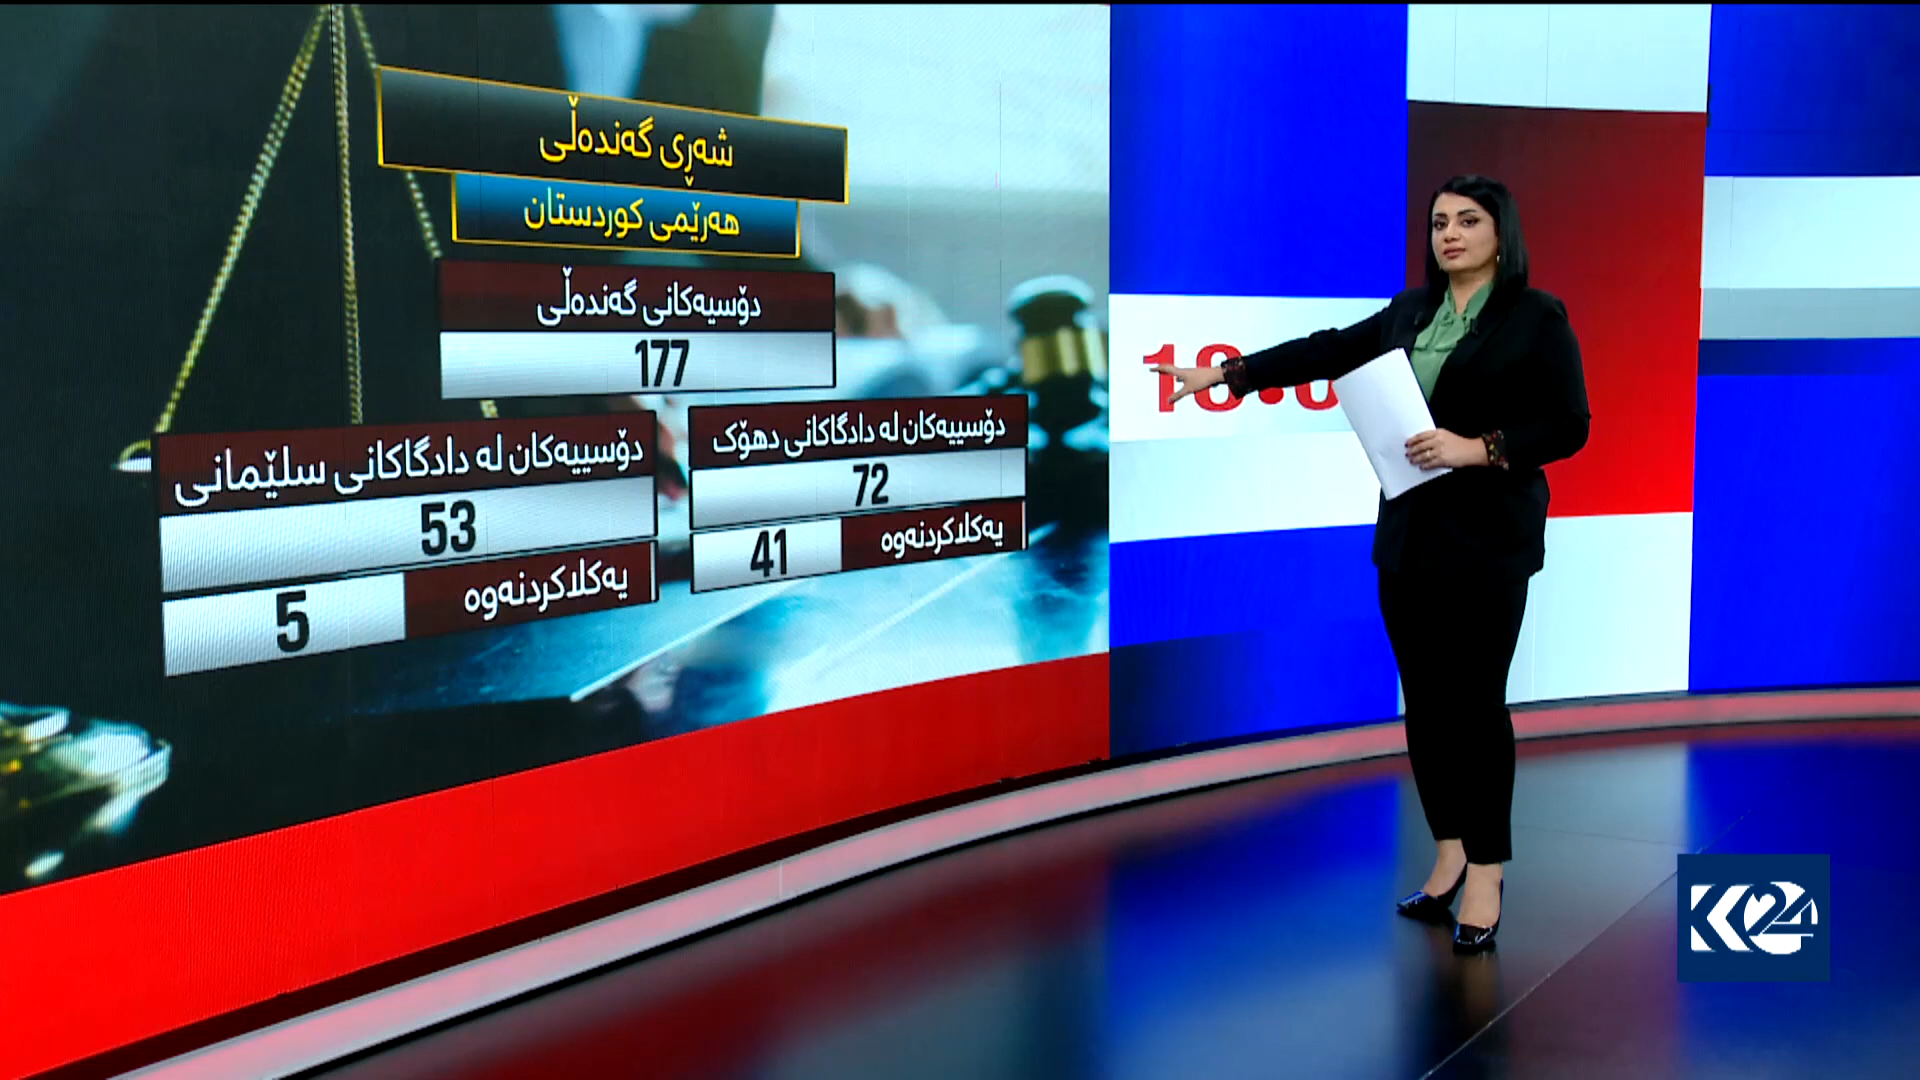 شەڕی گەندەڵی
هەرێمی کوردستان
دۆسیەکانی گەندەڵی
177
دۆسییەکان لە دادگاکانی دهۆک
72
یەکلاکردنەوە
41
دۆسییەکان لە دادگاکانی سلێمانی
53
یەکلاکردنەوە
5
K24